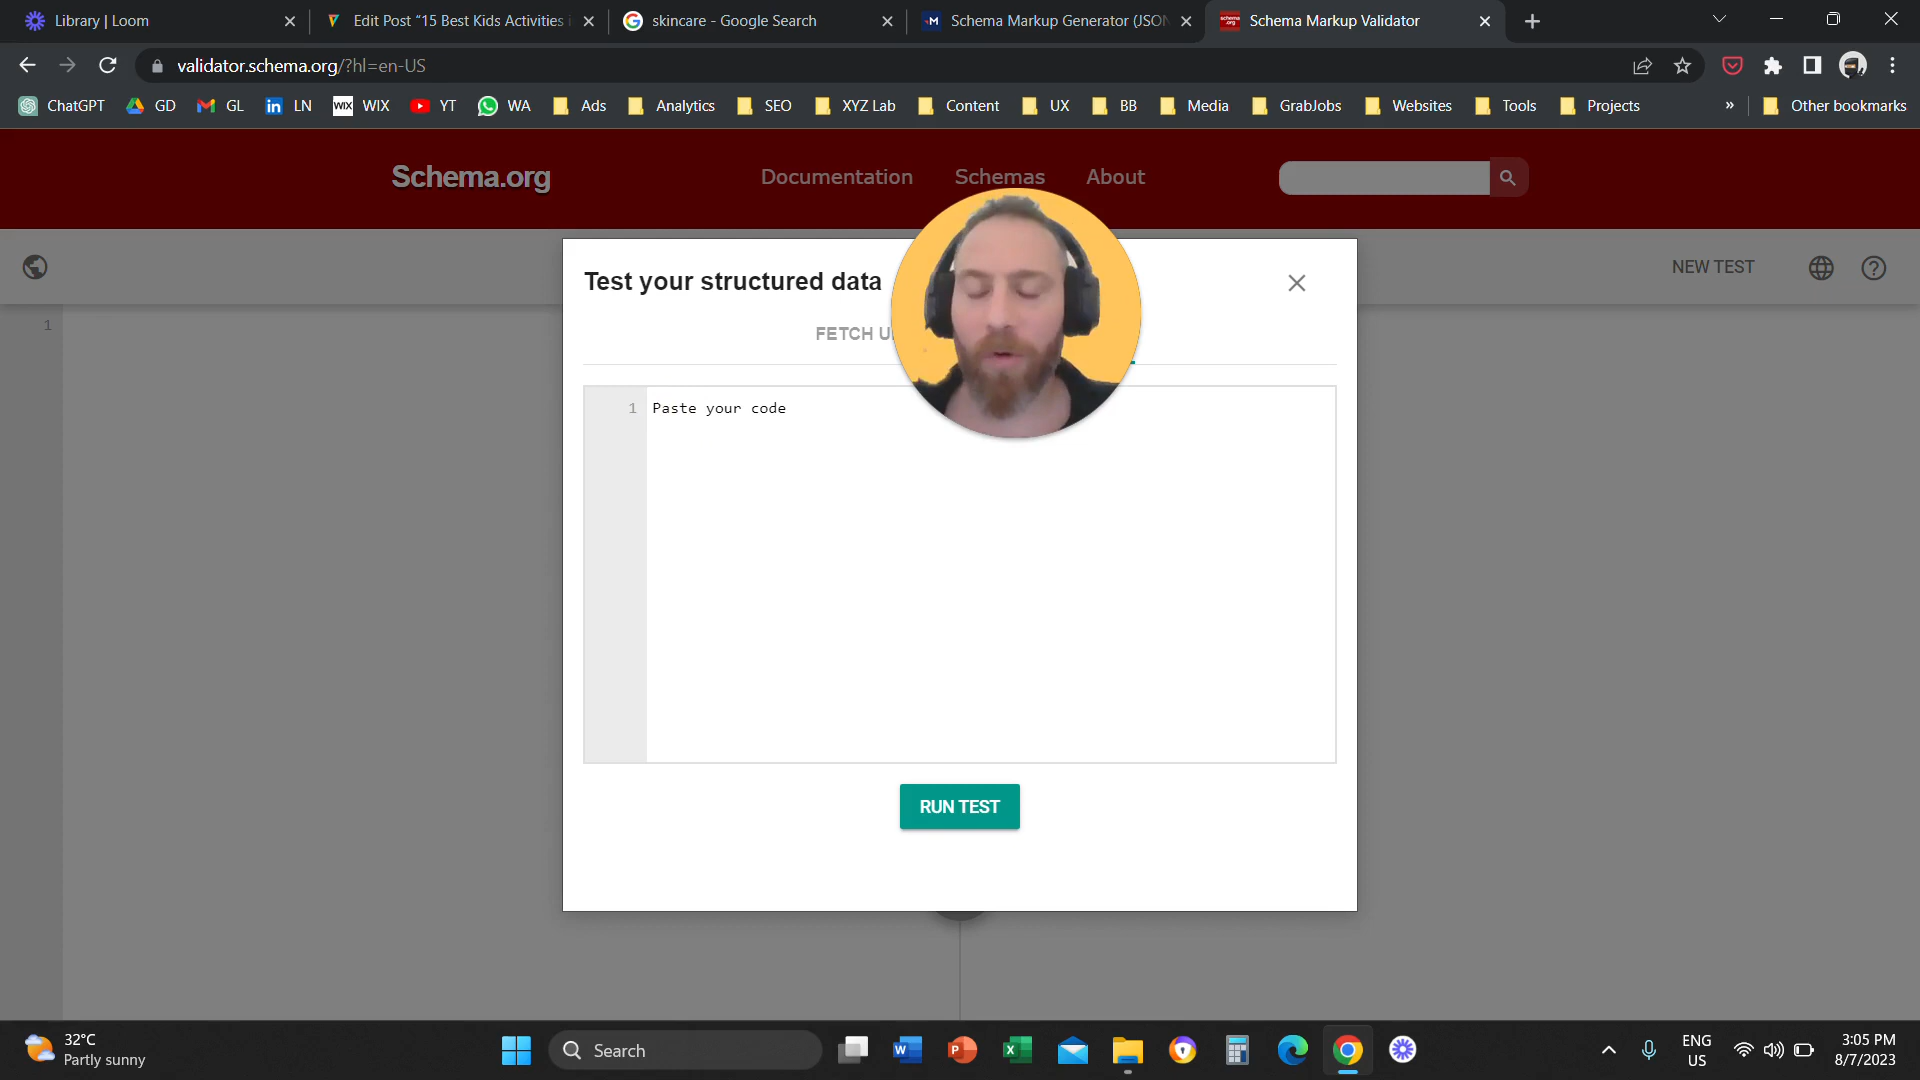 Library | Loom
Edit Post “15 Best Kids Activities
skincare - Google Search
Schema Markup Generator (JSON
Schema Markup Validator
validator.schema.org/?hl=en-US
ChatGPT GD GL LN WIX YT WA Ads Analytics SEO XYZ Lab Content UX BB Media GrabJobs Websites Tools Projects » Other bookmarks
Schema.org
Documentation Schemas About
NEW TEST
1
Test your structured data
FETCH
1 Paste your code
RUN TEST
32°C
Partly sunny
Search
ENG
US
3:05 PM
8/7/2023